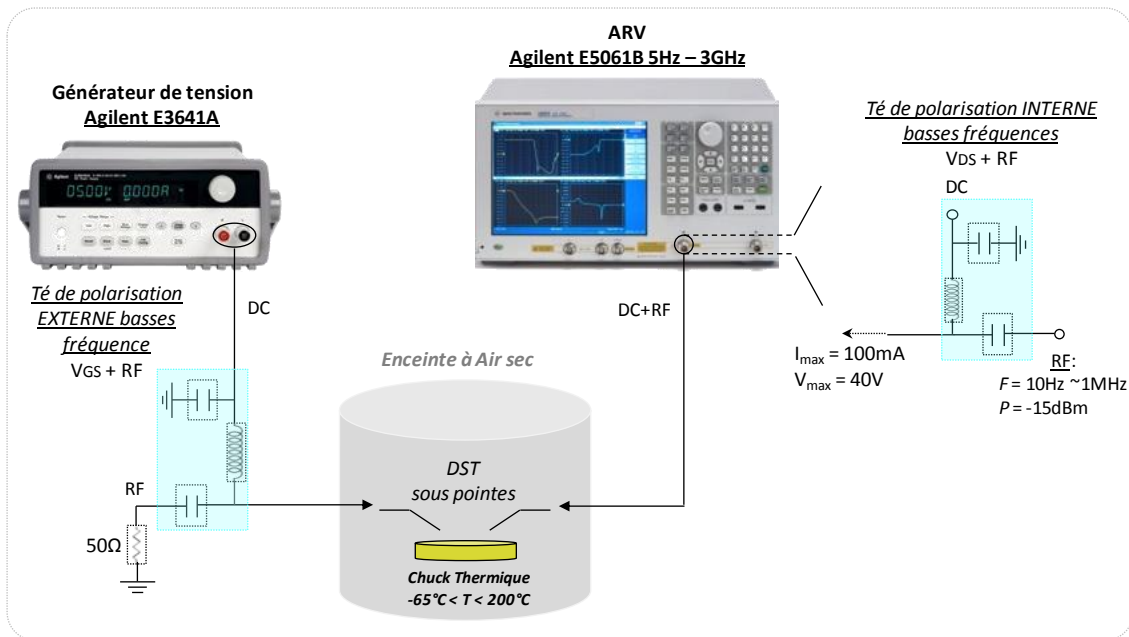 ARV
Agilent E5061B 5Hz – 3GHz
Générateur de tension
Agilent E3641A
Té de polarisation INTERNE
basses fréquences
VDS + RF
DC
Té de polarisation
EXTERNE basses
fréquence
VGS + RF
DC
DC+RF
Enceinte à Air sec
Imax = 100mA
Vmax = 40V
RF:
F = 10Hz ~1MHz
P = -15dBm
RF
50Ω
DST
sous pointes
Chuck Thermique
-65°C < T < 200°C